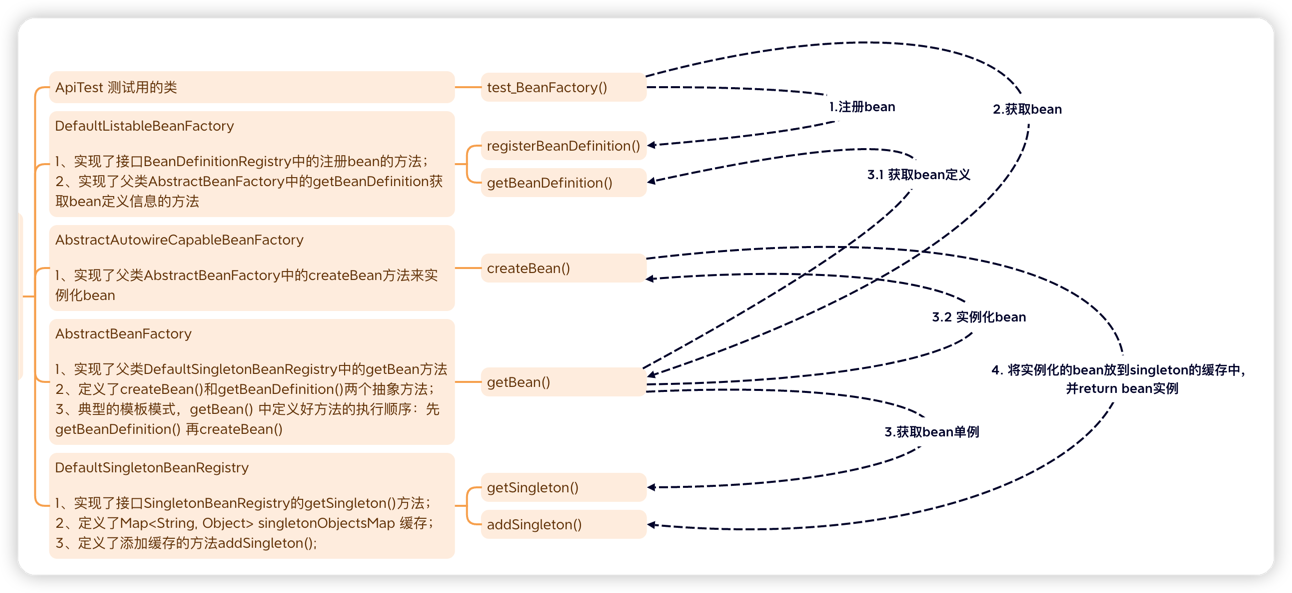 ApiTest 测试用的类
test_BeanFactory()
1.注册bean
2.获取bean
DefaultListableBeanFactory
1、实现了接口BeanDefinitionRegistry中的注册bean的方法；
2、实现了父类AbstractBeanFactory中的getBeanDefinition获
取bean定义信息的方法
registerBeanDefinition()
getBeanDefinition()
3.1 获取bean定义
AbstractAutowireCapableBeanFactory
1、实现了父类AbstractBeanFactory中的createBean方法来实
例化bean
createBean()
3.2 实例化bean
AbstractBeanFactory
1、实现了父类DefaultSingletonBeanRegistry中的getBean方法
2、定义了createBean()和getBeanDefinition()两个抽象方法；
3、典型的模板模式，getBean() 中定义好方法的执行顺序：先
getBeanDefinition() 再createBean()
getBean()
4. 将实例化的bean放到singleton的缓存中，
并return bean实例
3.获取bean单例
DefaultSingletonBeanRegistry
1、实现了接口SingletonBeanRegistry的getSingleton()方法；
2、定义了Map<String, Object> singletonObjectsMap 缓存；
3、定义了添加缓存的方法addSingleton();
getSingleton()
addSingleton()